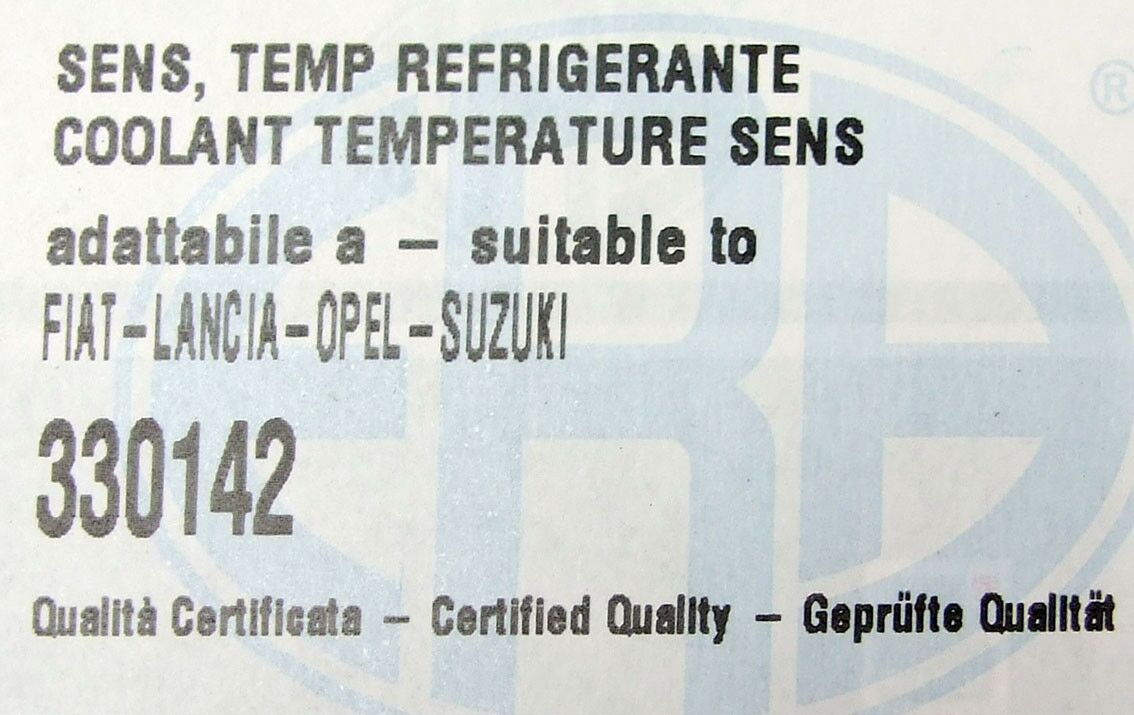 SENS, TEMP REFRIGERANTE
COOLANT TEMPERATURE SENS
adattabile a – suitable to
FIAT-LANCIA-OPEL-SUZUKI
330142
Qualità Certificata – Certified Quality – Geprüfte Qualität
ERA ®